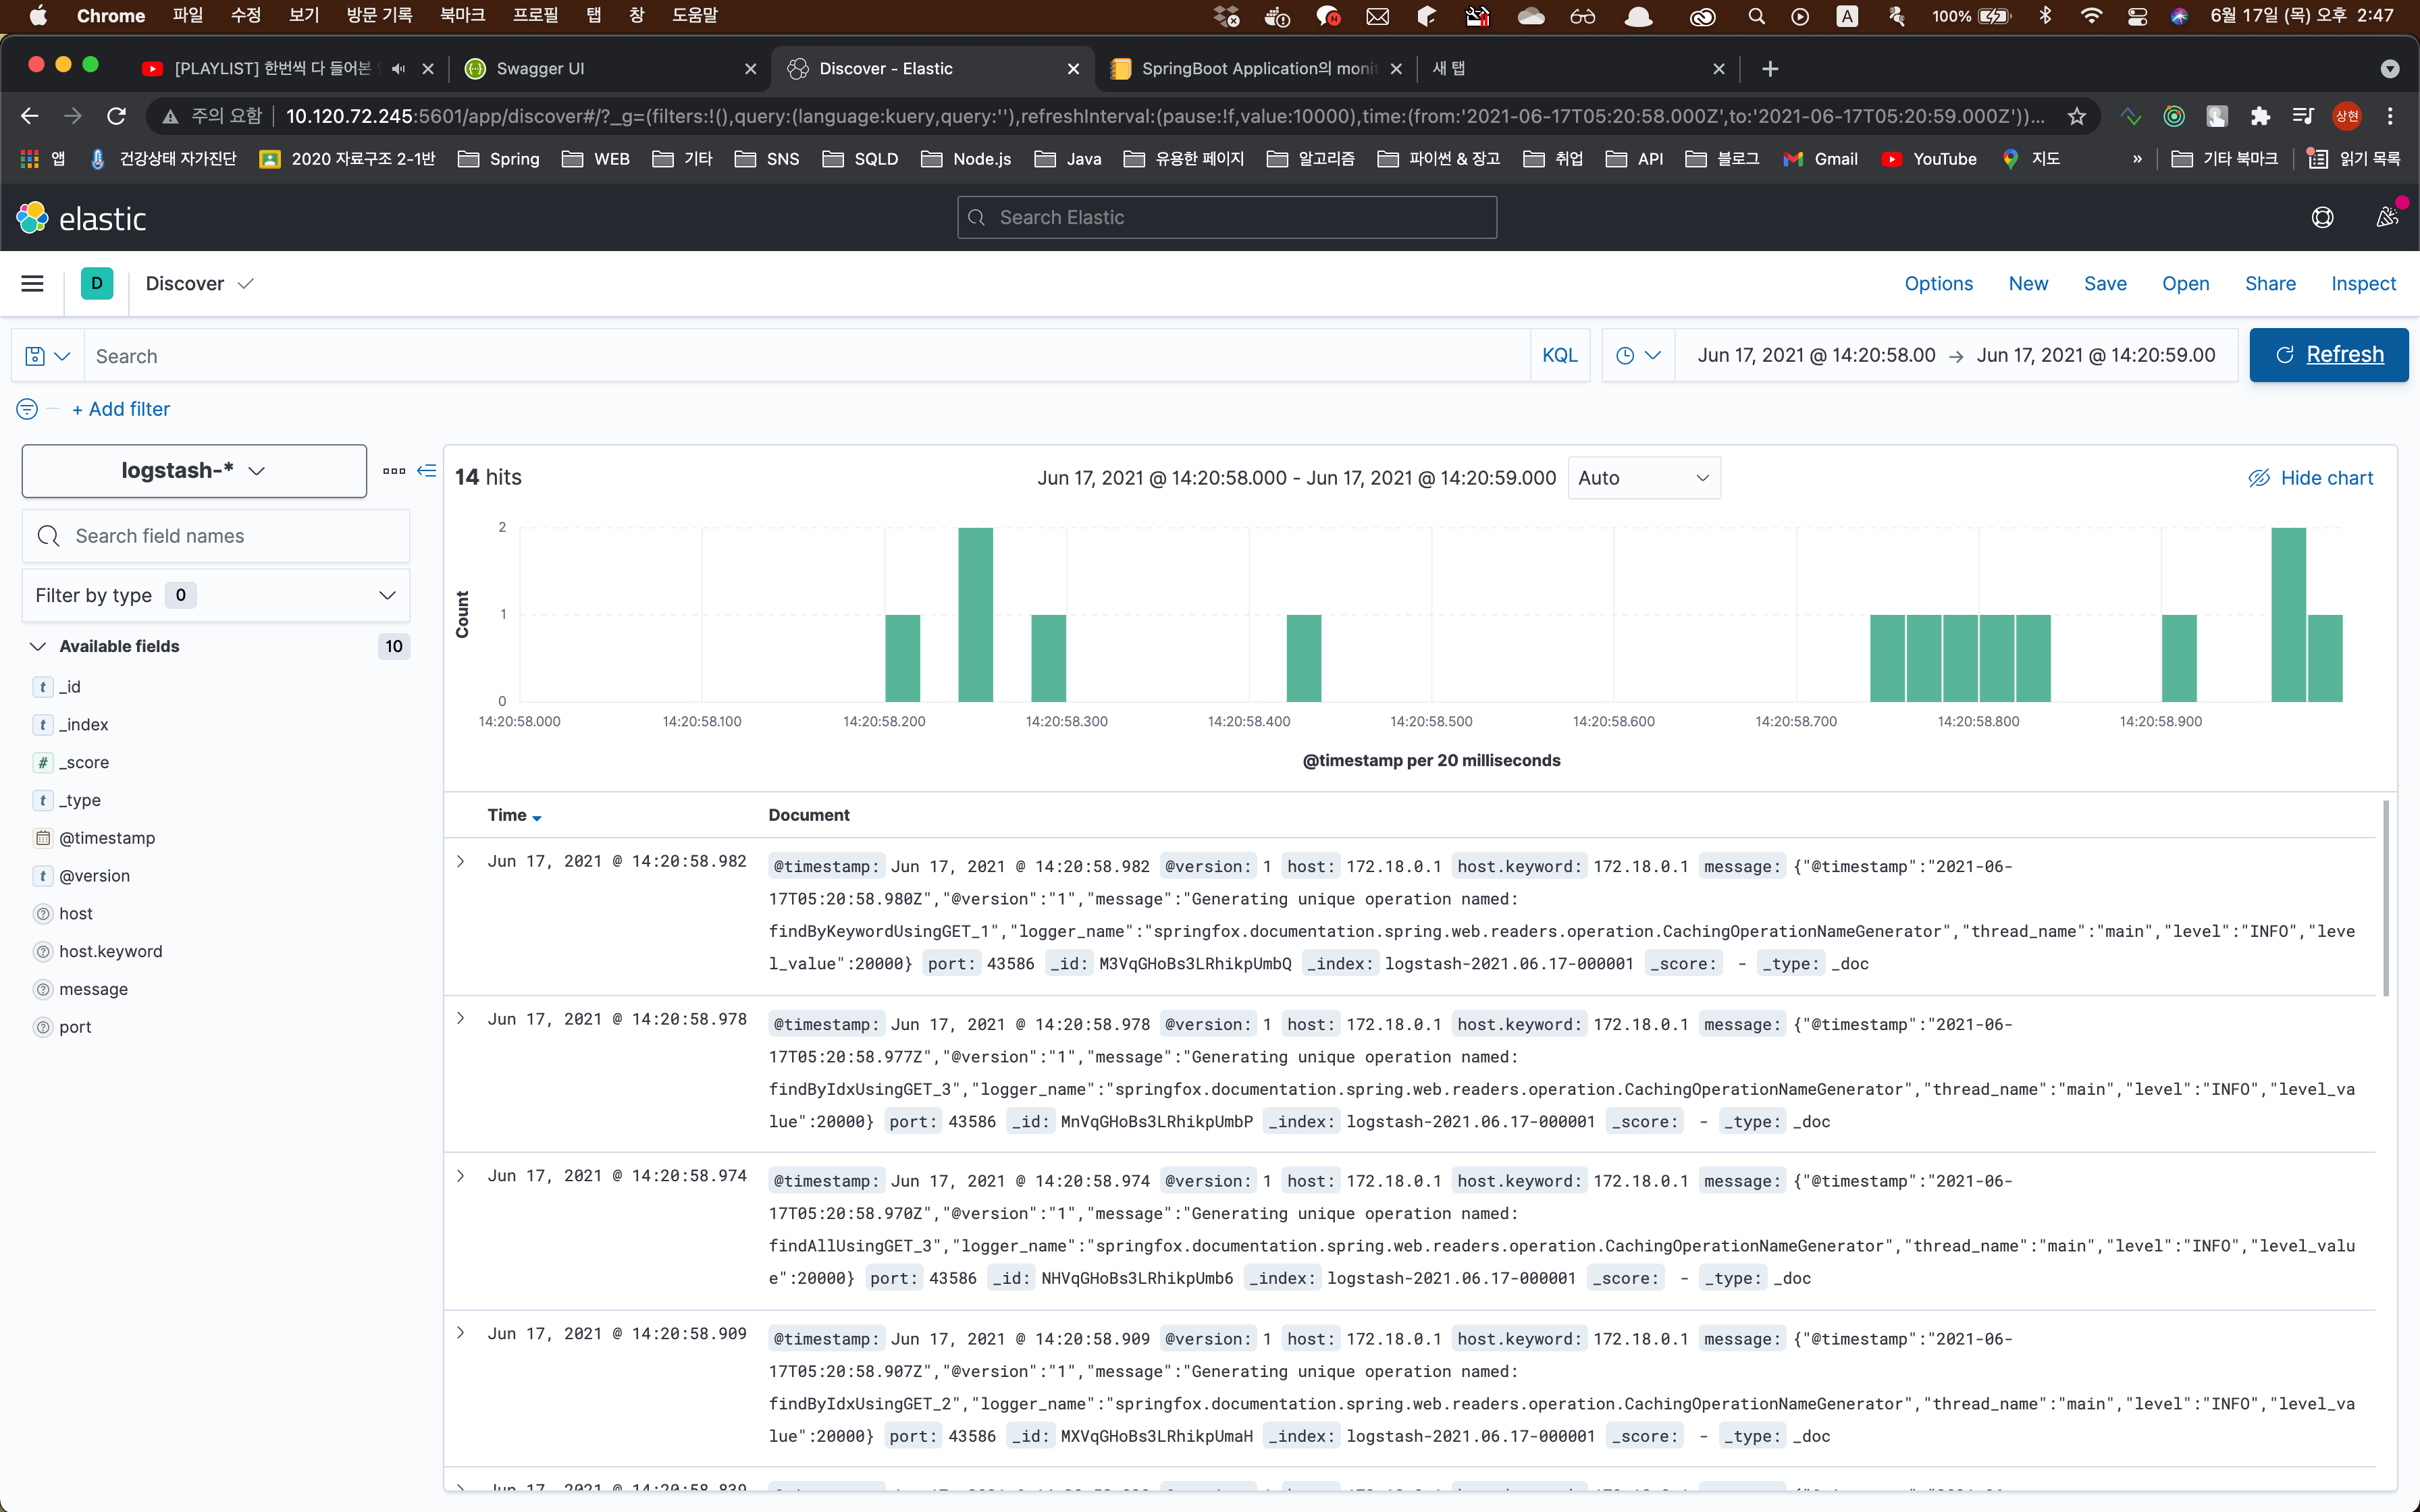 Chrome 파일 수정 보기 방문 기록 북마크 프로필 탭 창 도움말 A 100% 6월 17일 (목) 오후 2:47
[PLAYLIST] 한번씩 다 들어본 Swagger UI Discover - Elastic SpringBoot Application의 monit 새 탭
주의 요함 10.120.72.245:5601/app/discover#/?_g=(filters:!(),query:(language:kuery,query:''),refreshInterval:(pause:!f,value:10000),time:(from:'2021-06-17T05:20:58.000Z',to:'2021-06-17T05:20:59.000Z'))... 상현
앱 건강상태 자가진단 2020 자료구조 2-1반 Spring WEB 기타 SNS SQLD Node.js Java 유용한 페이지 알고리즘 파이썬 & 장고 취업 API 블로그 Gmail YouTube 지도 » 기타 북마크 읽기 목록
elastic Search Elastic
D Discover Options New Save Open Share Inspect
Search KQL Jun 17, 2021 @ 14:20:58.00 → Jun 17, 2021 @ 14:20:59.00 Refresh
+ Add filter
logstash-*
Search field names
Filter by type 0
Available fields 10
t _id
t _index
# _score
t _type
@timestamp
t @version
? host
? host.keyword
? message
? port
14 hits Jun 17, 2021 @ 14:20:58.000 - Jun 17, 2021 @ 14:20:59.000 Auto Hide chart
2
1
0
Count
14:20:58.000 14:20:58.100 14:20:58.200 14:20:58.300 14:20:58.400 14:20:58.500 14:20:58.600 14:20:58.700 14:20:58.800 14:20:58.900
@timestamp per 20 milliseconds
Time Document
Jun 17, 2021 @ 14:20:58.982 @timestamp: Jun 17, 2021 @ 14:20:58.982 @version: 1 host: 172.18.0.1 host.keyword: 172.18.0.1 message: {"@timestamp":"2021-06-
17T05:20:58.980Z","@version":"1","message":"Generating unique operation named:
findByKeywordUsingGET_1","logger_name":"springfox.documentation.spring.web.readers.operation.CachingOperationNameGenerator","thread_name":"main","level":"INFO","leve
l_value":20000} port: 43586 _id: M3VqGHoBs3LRhikpUmbQ _index: logstash-2021.06.17-000001 _score: - _type: _doc
Jun 17, 2021 @ 14:20:58.978 @timestamp: Jun 17, 2021 @ 14:20:58.978 @version: 1 host: 172.18.0.1 host.keyword: 172.18.0.1 message: {"@timestamp":"2021-06-
17T05:20:58.977Z","@version":"1","message":"Generating unique operation named:
findByIdxUsingGET_3","logger_name":"springfox.documentation.spring.web.readers.operation.CachingOperationNameGenerator","thread_name":"main","level":"INFO","level_va
lue":20000} port: 43586 _id: MnVqGHoBs3LRhikpUmbP _index: logstash-2021.06.17-000001 _score: - _type: _doc
Jun 17, 2021 @ 14:20:58.974 @timestamp: Jun 17, 2021 @ 14:20:58.974 @version: 1 host: 172.18.0.1 host.keyword: 172.18.0.1 message: {"@timestamp":"2021-06-
17T05:20:58.970Z","@version":"1","message":"Generating unique operation named:
findAllUsingGET_3","logger_name":"springfox.documentation.spring.web.readers.operation.CachingOperationNameGenerator","thread_name":"main","level":"INFO","level_valu
e":20000} port: 43586 _id: NHVqGHoBs3LRhikpUmb6 _index: logstash-2021.06.17-000001 _score: - _type: _doc
Jun 17, 2021 @ 14:20:58.909 @timestamp: Jun 17, 2021 @ 14:20:58.909 @version: 1 host: 172.18.0.1 host.keyword: 172.18.0.1 message: {"@timestamp":"2021-06-
17T05:20:58.907Z","@version":"1","message":"Generating unique operation named:
findByIdxUsingGET_2","logger_name":"springfox.documentation.spring.web.readers.operation.CachingOperationNameGenerator","thread_name":"main","level":"INFO","level_va
lue":20000} port: 43586 _id: MXVqGHoBs3LRhikpUmaH _index: logstash-2021.06.17-000001 _score: - _type: _doc